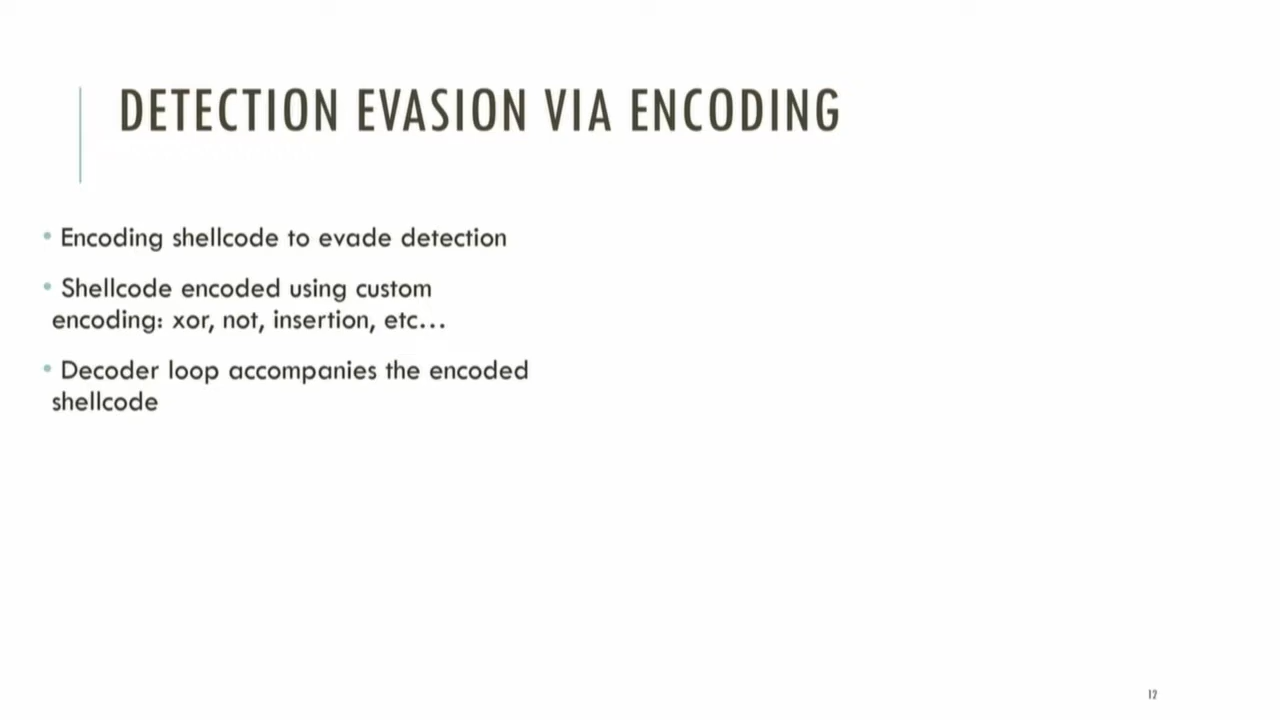 DETECTION EVASION VIA ENCODING
• Encoding shellcode to evade detection
• Shellcode encoded using custom
encoding: xor, not, insertion, etc...
• Decoder loop accompanies the encoded
shellcode
12